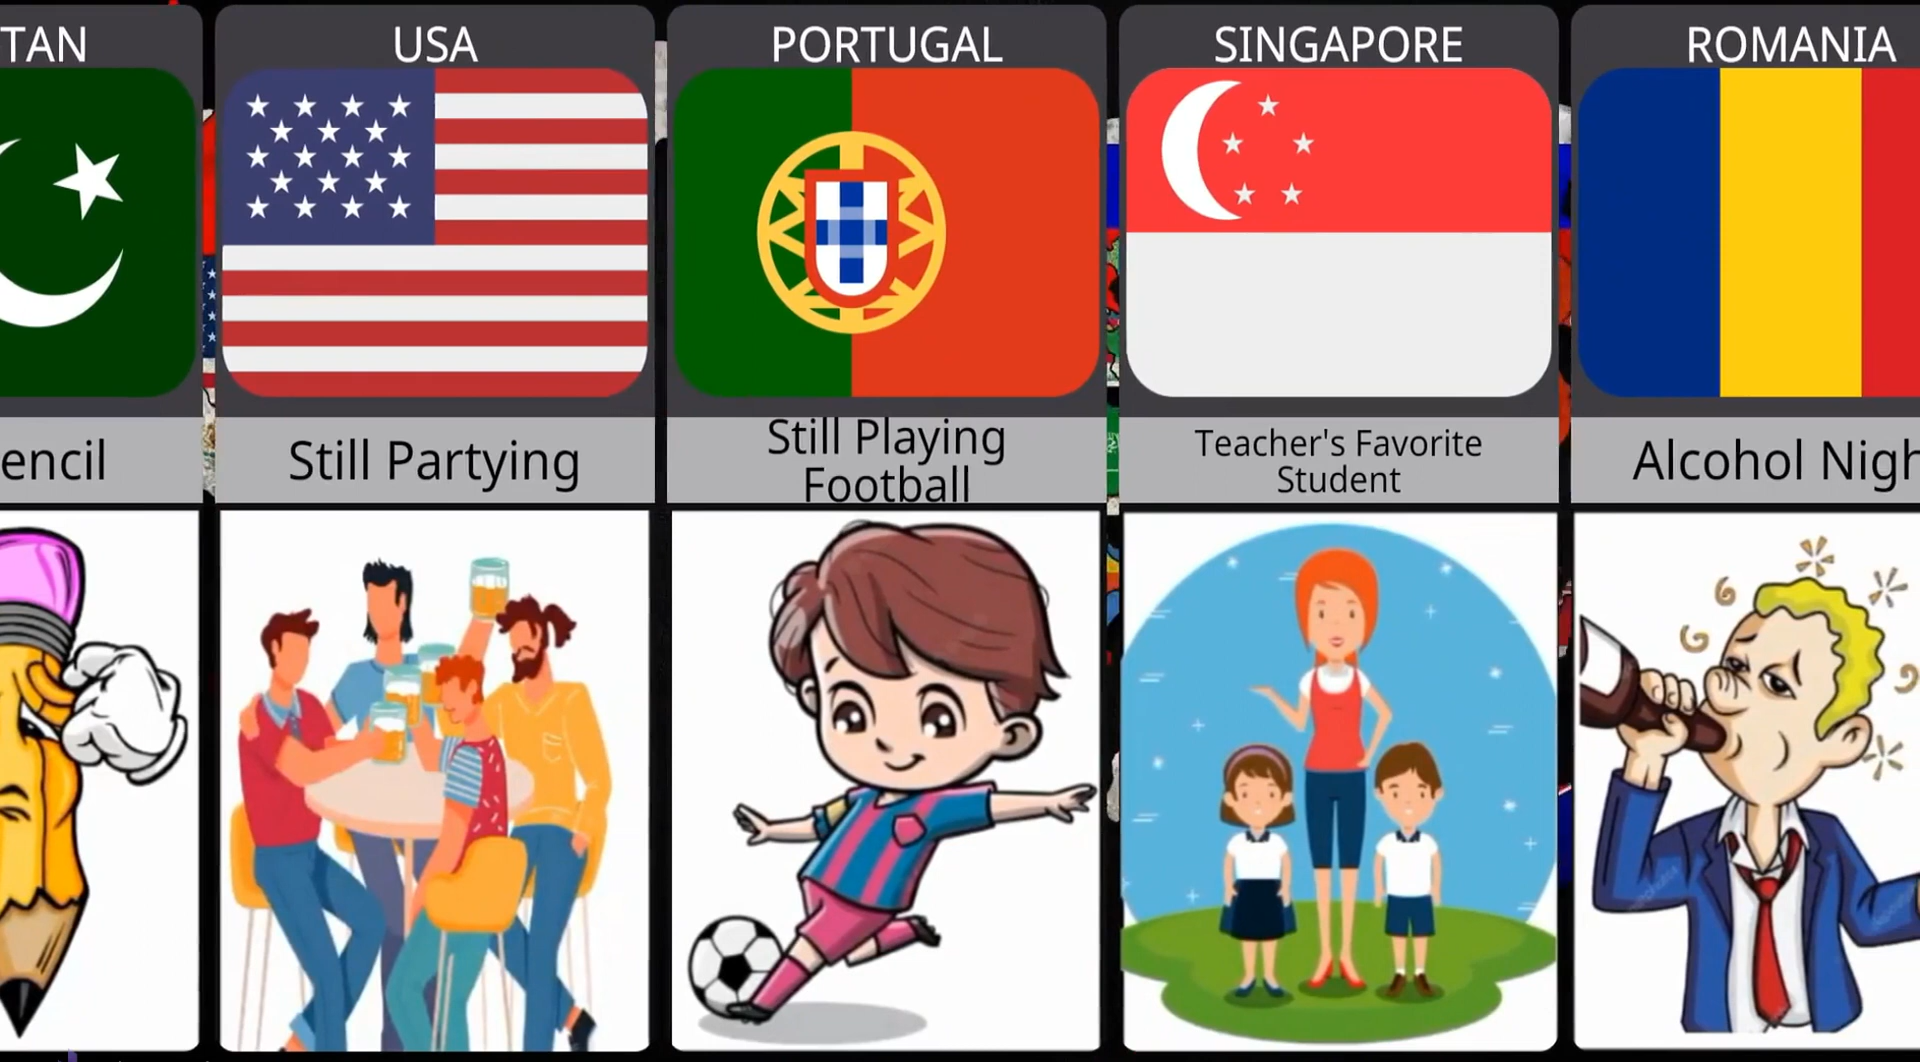 TAN
USA
PORTUGAL
SINGAPORE
ROMANIA
encil
Still Partying
Still Playing
Football
Teacher's Favorite
Student
Alcohol Nigh